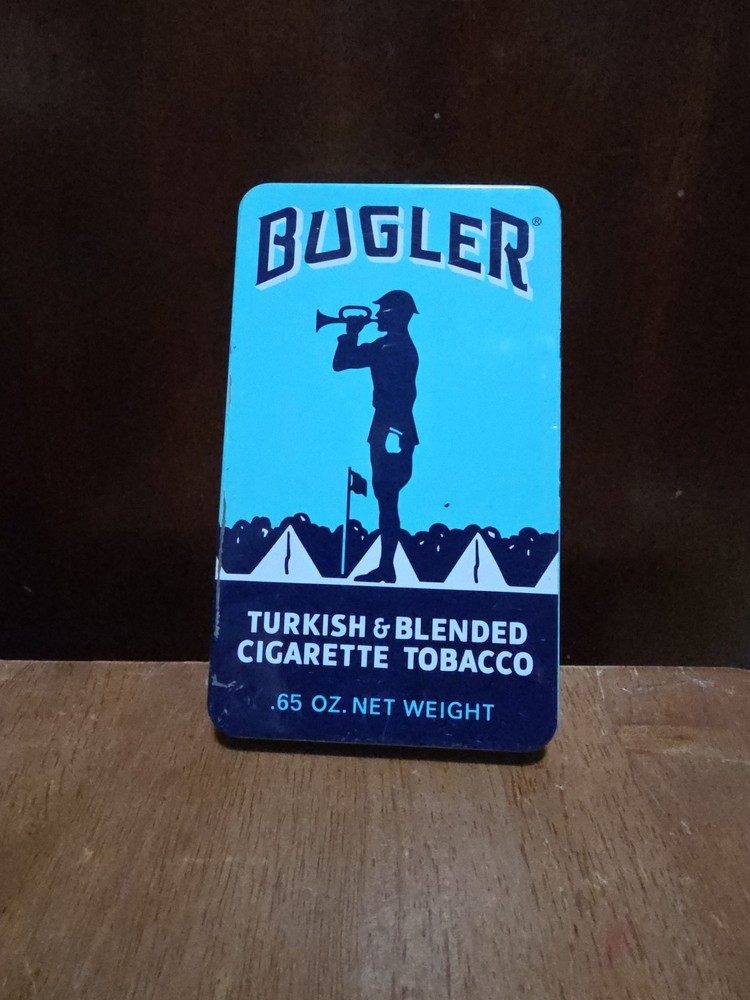 BUGLER®
TURKISH & BLENDED
CIGARETTE TOBACCO
.65 OZ. NET WEIGHT